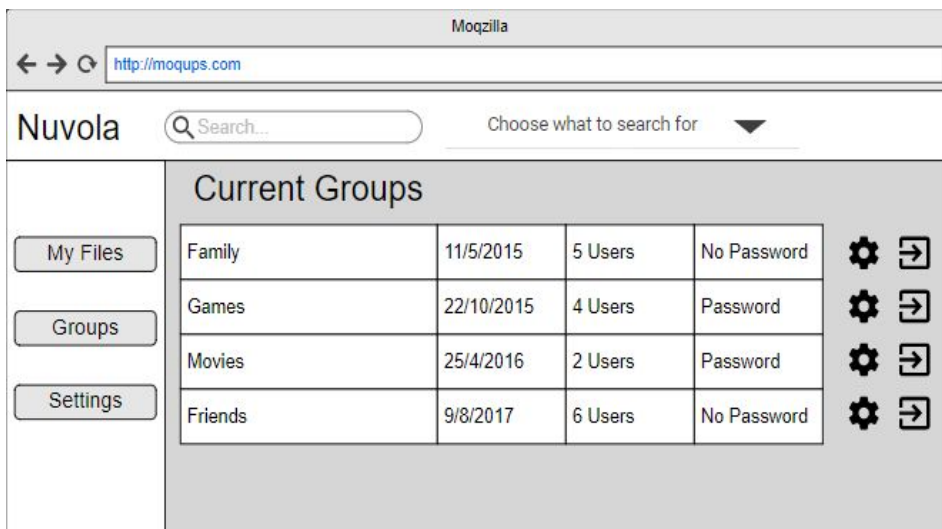 Moqzilla
http://moqups.com
Nuvola Search... Choose what to search for
Current Groups
My Files
Groups
Settings
Family 11/5/2015 5 Users No Password
Games 22/10/2015 4 Users Password
Movies 25/4/2016 2 Users Password
Friends 9/8/2017 6 Users No Password